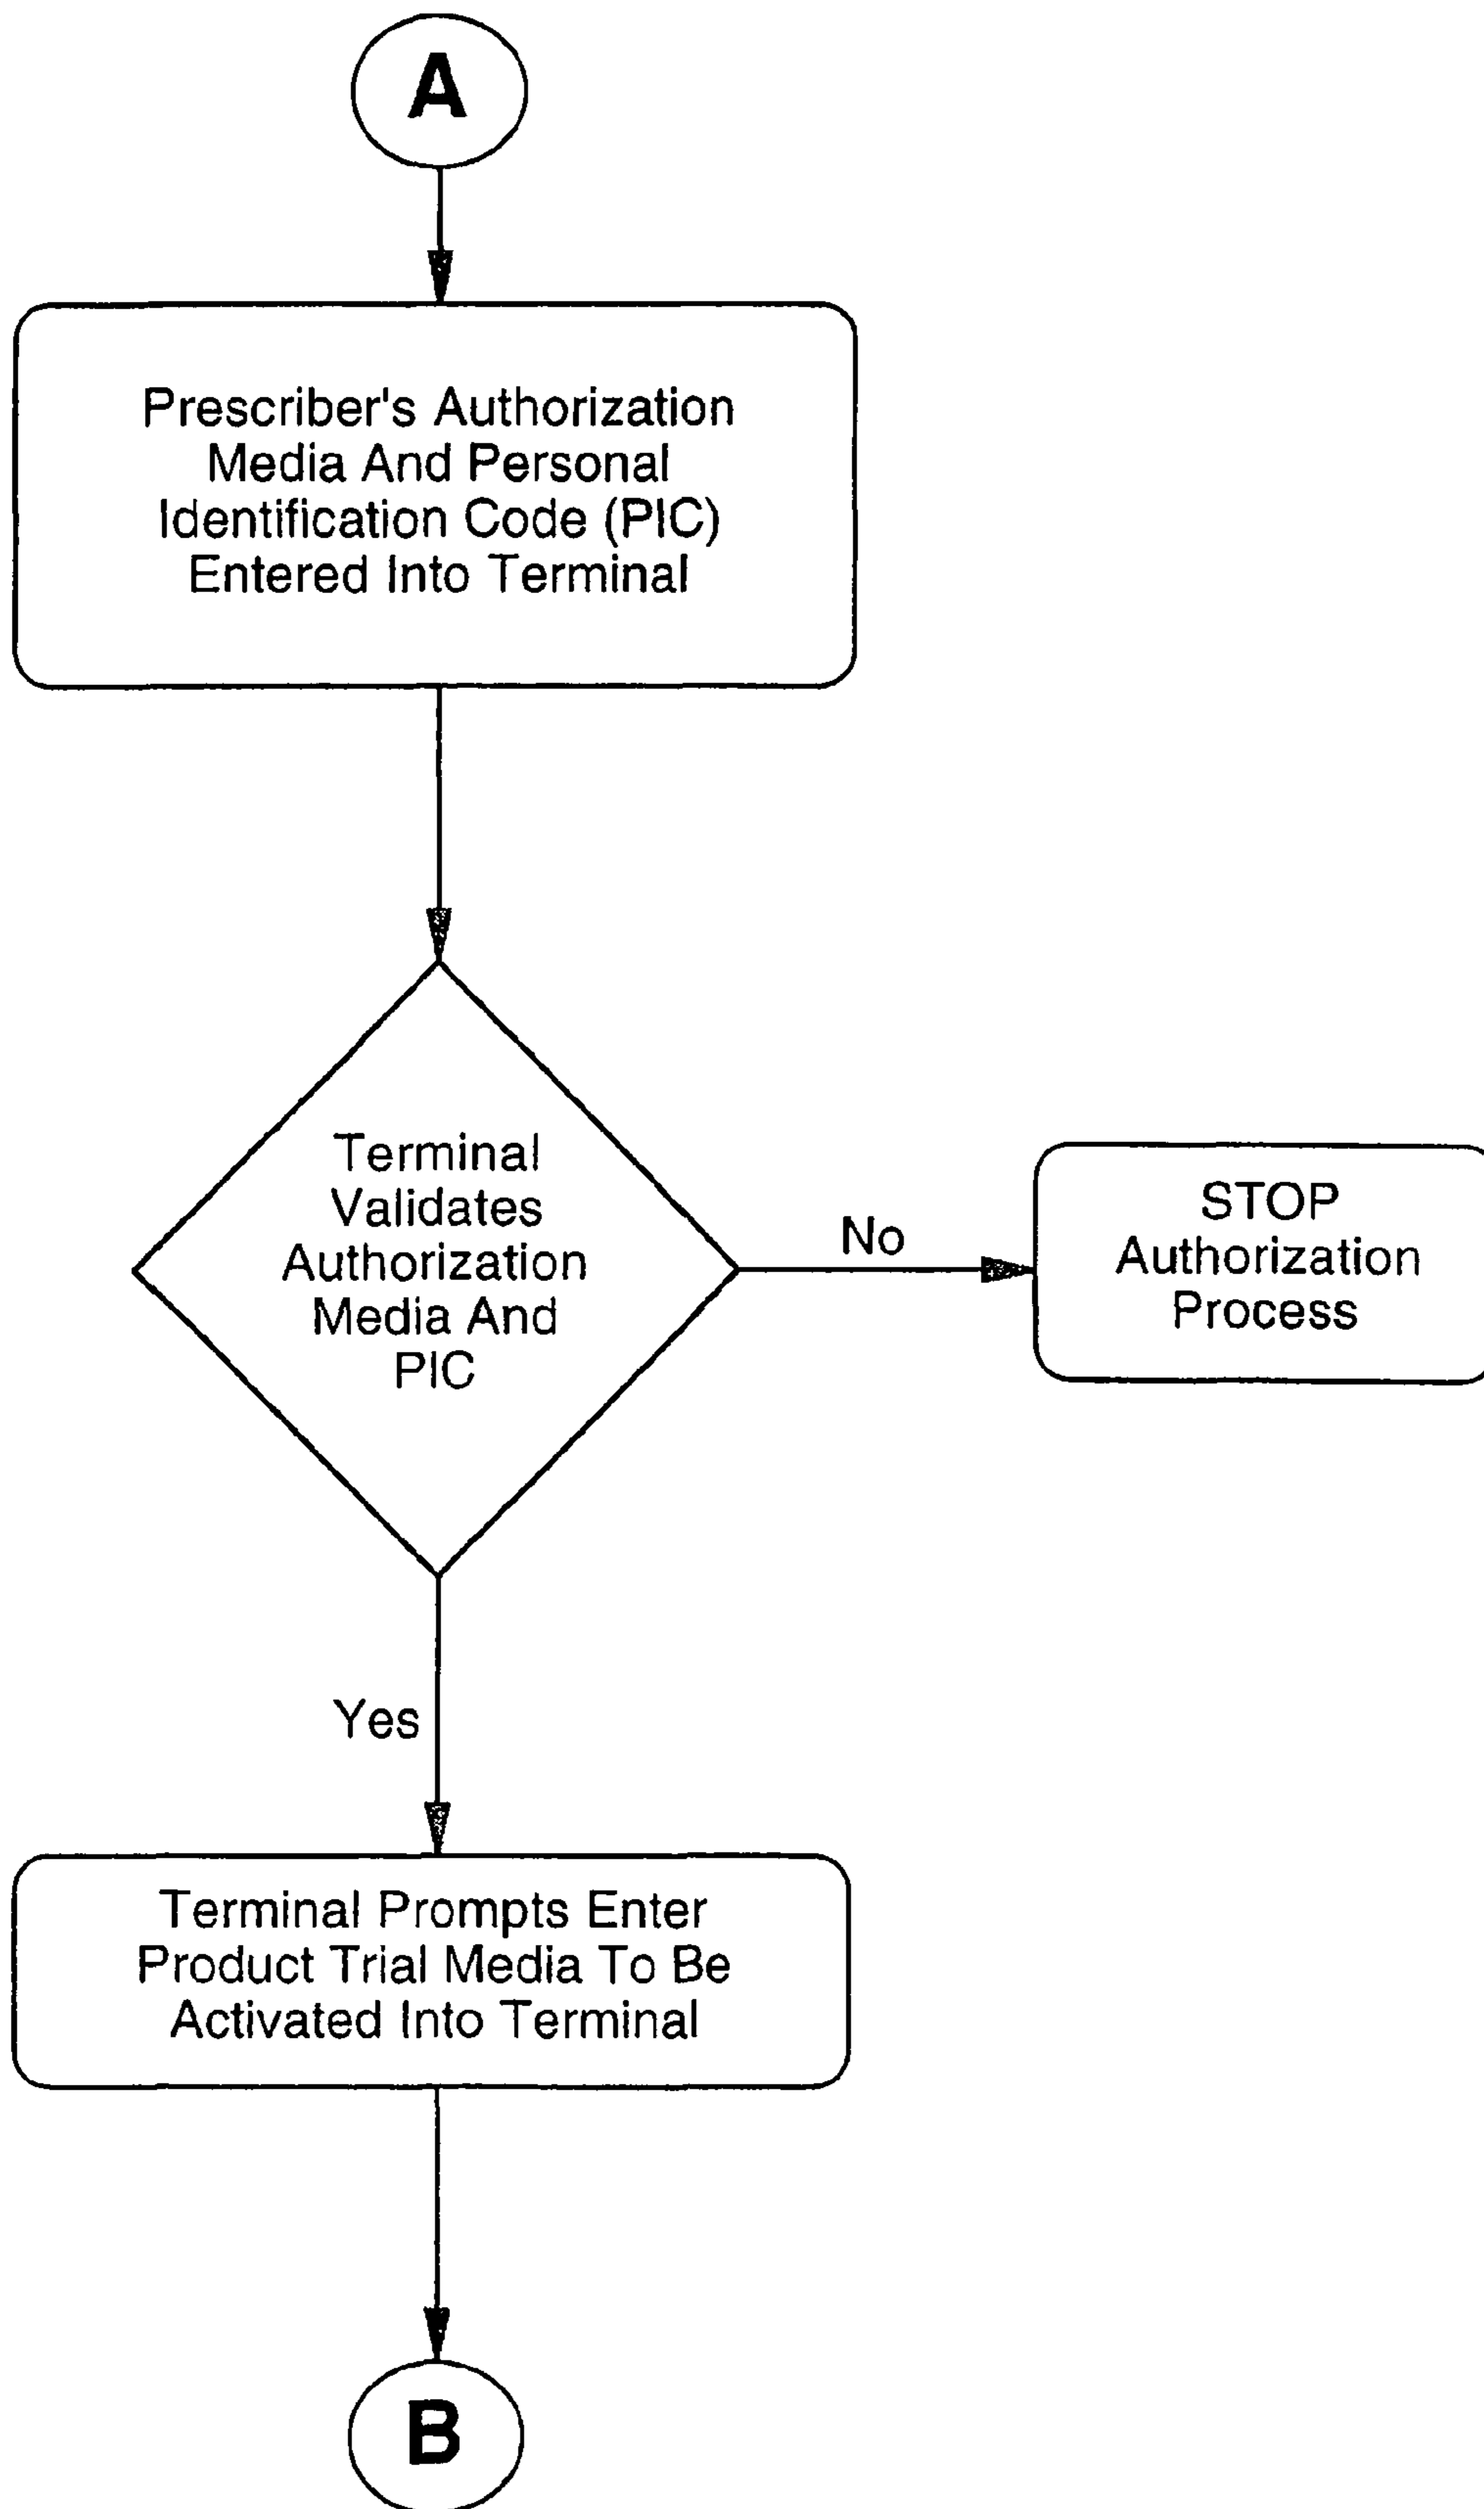 A
Prescriber's Authorization
Media And Personal
Identification Code (PIC)
Entered Into Terminal
Terminal
Validates
Authorization
Media And
PIC
No
STOP
Authorization
Process
Yes
Terminal Prompts Enter
Product Trial Media To Be
Activated Into Terminal
B